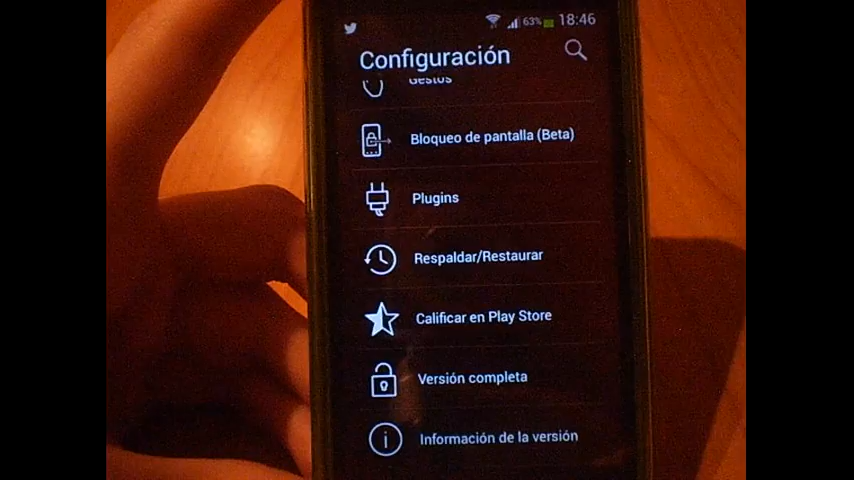 63% 18:46
Configuración
Gestos
Bloqueo de pantalla (Beta)
Plugins
Respaldar/Restaurar
Calificar en Play Store
Versión completa
Información de la versión